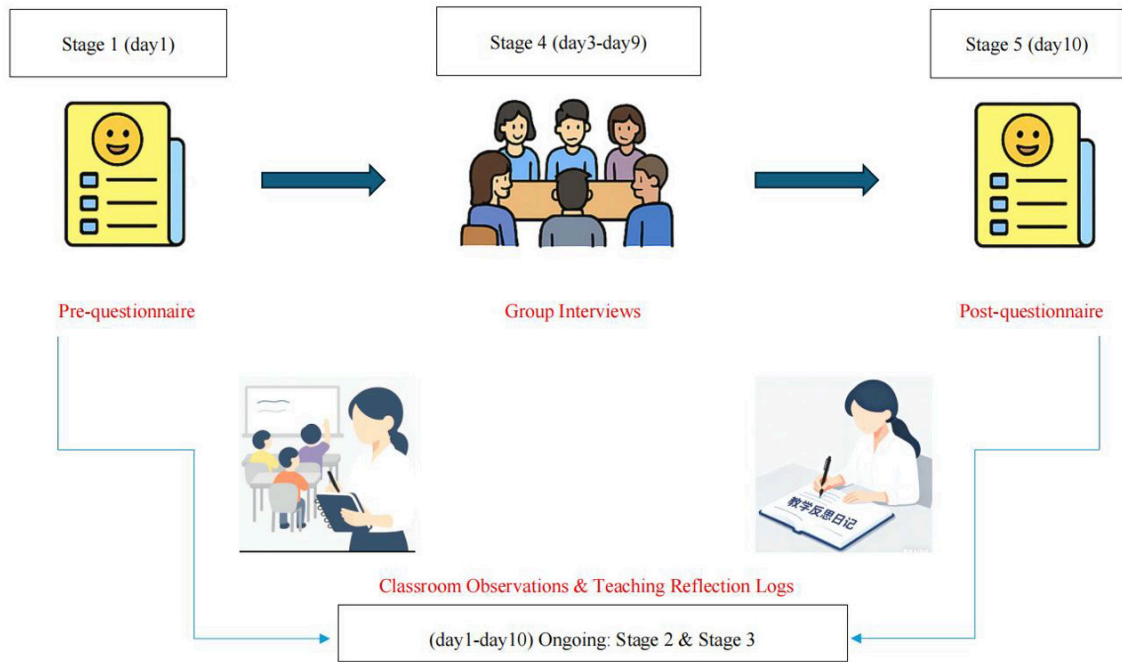 Stage 1 (day1)
Stage 4 (day3-day9)
Stage 5 (day10)
Pre-questionnaire
Group Interviews
Post-questionnaire
教学反思日记
Classroom Observations & Teaching Reflection Logs
(day1-day10) Ongoing: Stage 2 & Stage 3